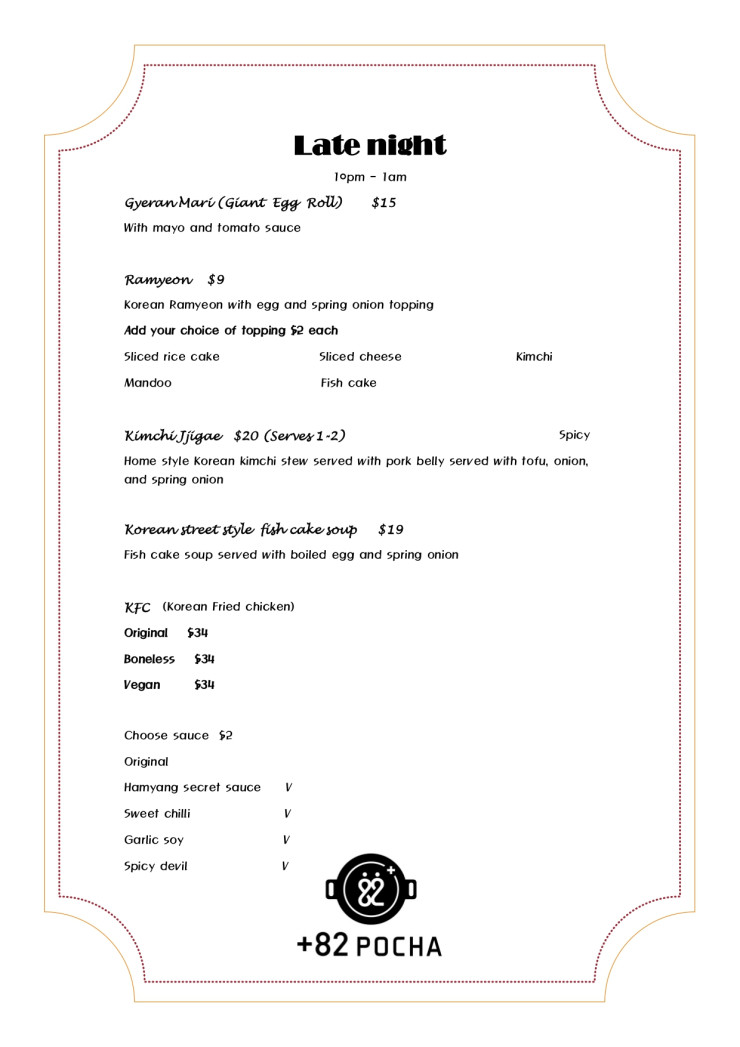 Late night
10pm - 1am
Gyeran Mari (Giant Egg Roll) $15
With mayo and tomato sauce
Ramyeon $9
Korean Ramyeon with egg and spring onion topping
Add your choice of topping $2 each
Sliced rice cake Sliced cheese Kimchi
Mandoo Fish cake
Kimchi Jjigae $20 (Serves 1-2) Spicy
Home style Korean kimchi stew served with pork belly served with tofu, onion,
and spring onion
Korean street style fish cake soup $19
Fish cake soup served with boiled egg and spring onion
KFC (Korean Fried chicken)
Original $34
Boneless $34
Vegan $34
Choose sauce $2
Original
Hamyang secret sauce V
Sweet chilli V
Garlic soy V
Spicy devil V
82
+82 POCHA